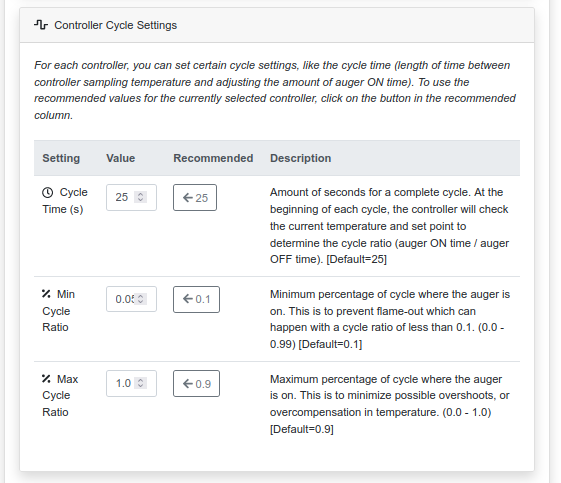 Controller Cycle Settings
For each controller, you can set certain cycle settings, like the cycle time (length of time between
controller sampling temperature and adjusting the amount of auger ON time). To use the
recommended values for the currently selected controller, click on the button in the recommended
column.
Setting Value Recommended Description
Cycle Time (s)
25
25
Amount of seconds for a complete cycle. At the
beginning of each cycle, the controller will check
the current temperature and set point to
determine the cycle ratio (auger ON time / auger
OFF time). [Default=25]
Min
Cycle
Ratio
0.05
0.1
Minimum percentage of cycle where the auger is
on. This is to prevent flame-out which can
happen with a cycle ratio of less than 0.1. (0.0 -
0.99) [Default=0.1]
Max
Cycle
Ratio
1.0
0.9
Maximum percentage of cycle where the auger
is on. This is to minimize possible overshoots, or
overcompensation in temperature. (0.0 - 1.0)
[Default=0.9]